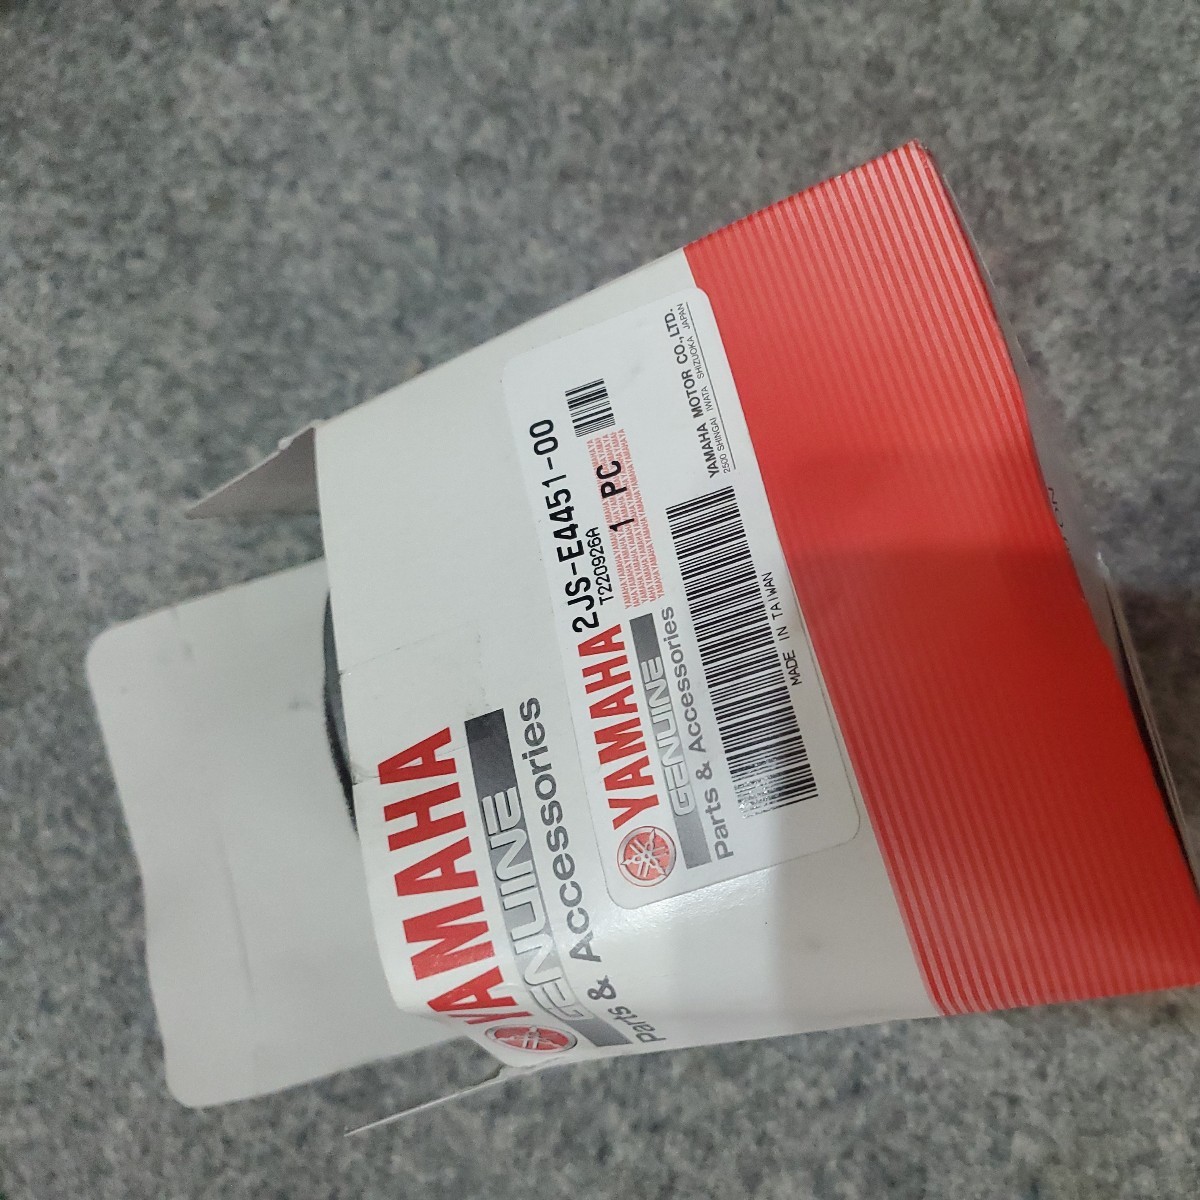 YAMAHA
GENUINE
Parts & Accessories
2JS-E4451-00
T220926A
YAMAHA
1 PC
GENUINE
Parts & Accessories
YAMAHA MOTOR CO.,LTD.
2500 SHINGAI IWATA SHIZUOKA JAPAN
MADE IN TAIWAN